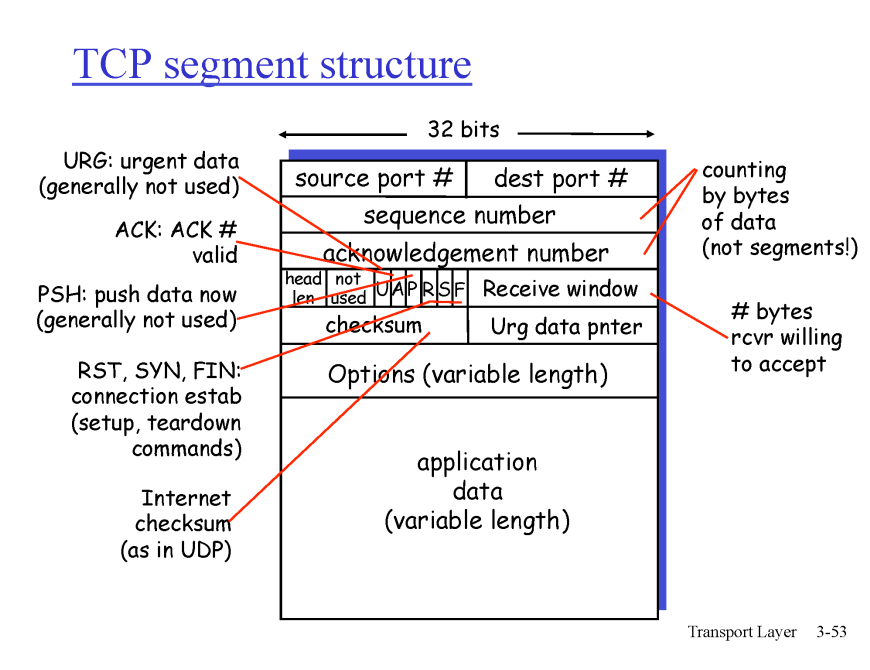 TCP segment structure
32 bits
URG: urgent data
(generally not used)
ACK: ACK #
valid
PSH: push data now
(generally not used)
RST, SYN, FIN:
connection estab
(setup, teardown
commands)
Internet
checksum
(as in UDP)
source port # dest port #
sequence number
acknowledgement number
head
len
not
used
U A P R S F
Receive window
checksum Urg data pnter
Options (variable length)
application
data
(variable length)
counting
by bytes
of data
(not segments!)
# bytes
rcvr willing
to accept
Transport Layer 3-53